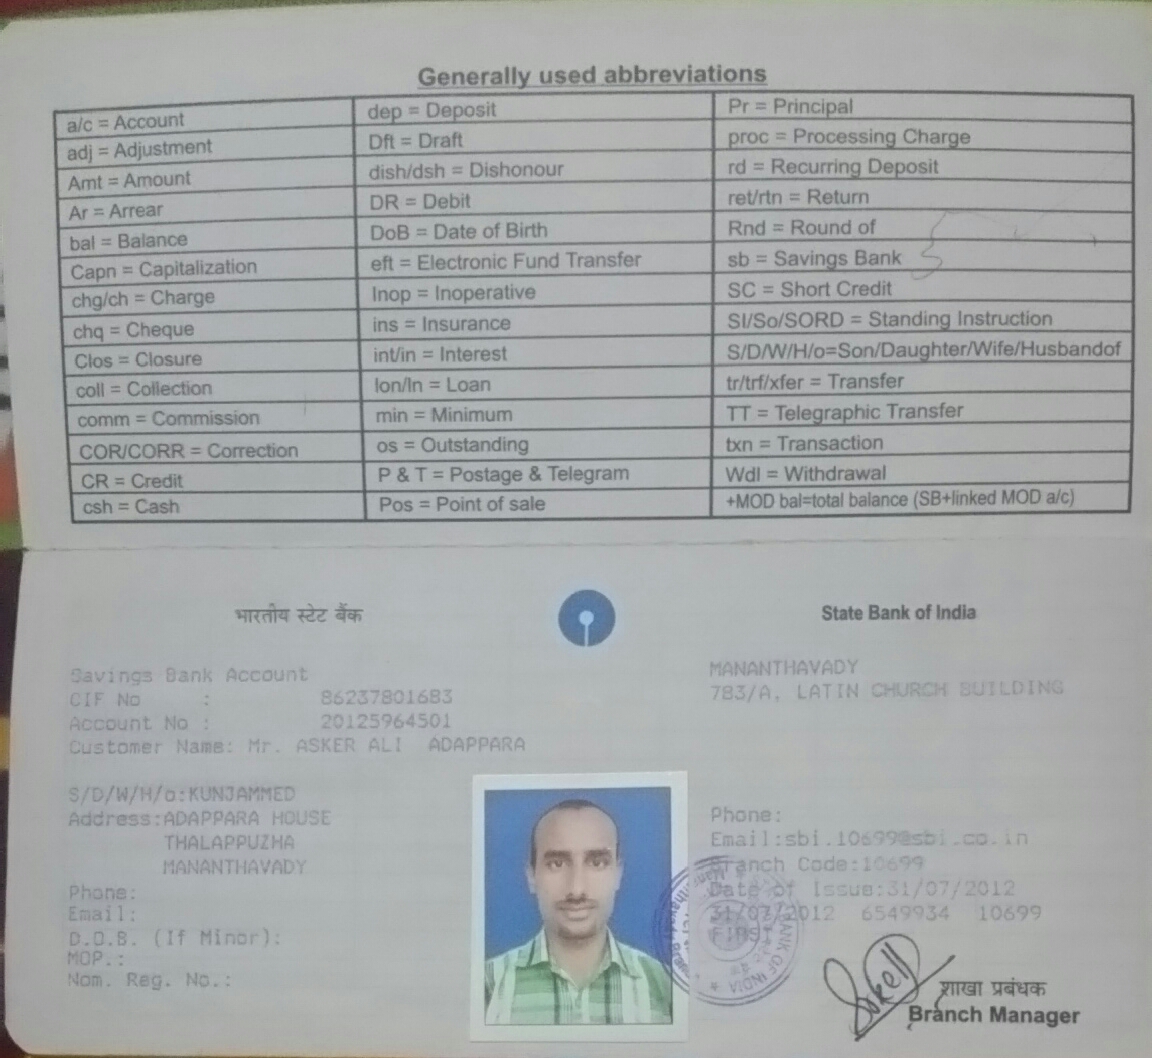 Generally used abbreviations
a/c = Account
adj = Adjustment
Amt = Amount
Ar = Arrear
bal = Balance
Capn = Capitalization
chg/ch = Charge
chq = Cheque
Clos = Closure
coll = Collection
comm = Commission
COR/CORR = Correction
CR = Credit
csh = Cash
dep = Deposit
Dft = Draft
dish/dsh = Dishonour
DR = Debit
DoB = Date of Birth
eft = Electronic Fund Transfer
Inop = Inoperative
ins = Insurance
int/in = Interest
lon/ln = Loan
min = Minimum
os = Outstanding
P & T = Postage & Telegram
Pos = Point of sale
Pr = Principal
proc = Processing Charge
rd = Recurring Deposit
ret/rtn = Return
Rnd = Round of
sb = Savings Bank
SC = Short Credit
SI/So/SORD = Standing Instruction
S/D/W/H/o=Son/Daughter/Wife/Husbandof
tr/trf/xfer = Transfer
TT = Telegraphic Transfer
txn = Transaction
Wdl = Withdrawal
+MOD bal=total balance (SB+linked MOD a/c)
भारतीय स्टेट बैंक
State Bank of India
Savings Bank Account
CIF No : 86237801683
Account No : 20125964501
Customer Name: Mr. ASKER ALI ADAPPARA
S/D/W/H/o:KUNJAMMED
Address:ADAPPARA HOUSE
THALAPPUZHA
MANANTHAVADY
Phone:
Email:
D.O.B. (If Minor):
MOP.:
Nom. Reg. No.:
MANANTHAVADY
783/A, LATIN CHURCH BUILDING
Phone:
Email:sbi.10699@sbi.co.in
Branch Code:10699
Date of Issue:31/07/2012
31/07/2012 6549934 10699
FIRST
BANK OF INDIA
शाखा प्रबंधक
Branch Manager